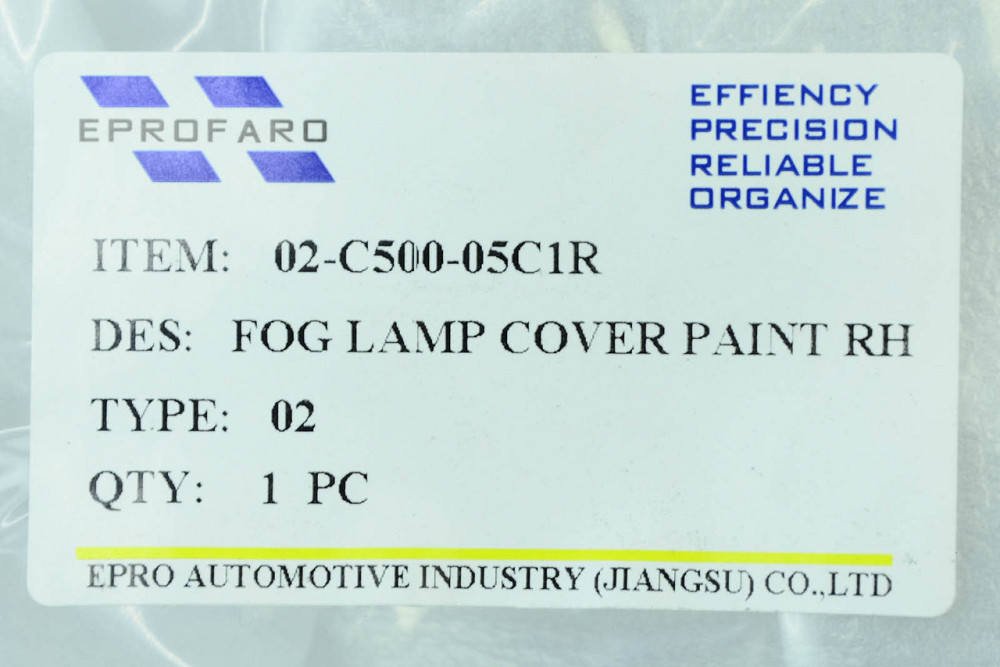 EPROFARO
EFFIENCY
PRECISION
RELIABLE
ORGANIZE
ITEM: 02-C500-05C1R
DES: FOG LAMP COVER PAINT RH
TYPE: 02
QTY: 1 PC
EPRO AUTOMOTIVE INDUSTRY (JIANGSU) CO.,LTD